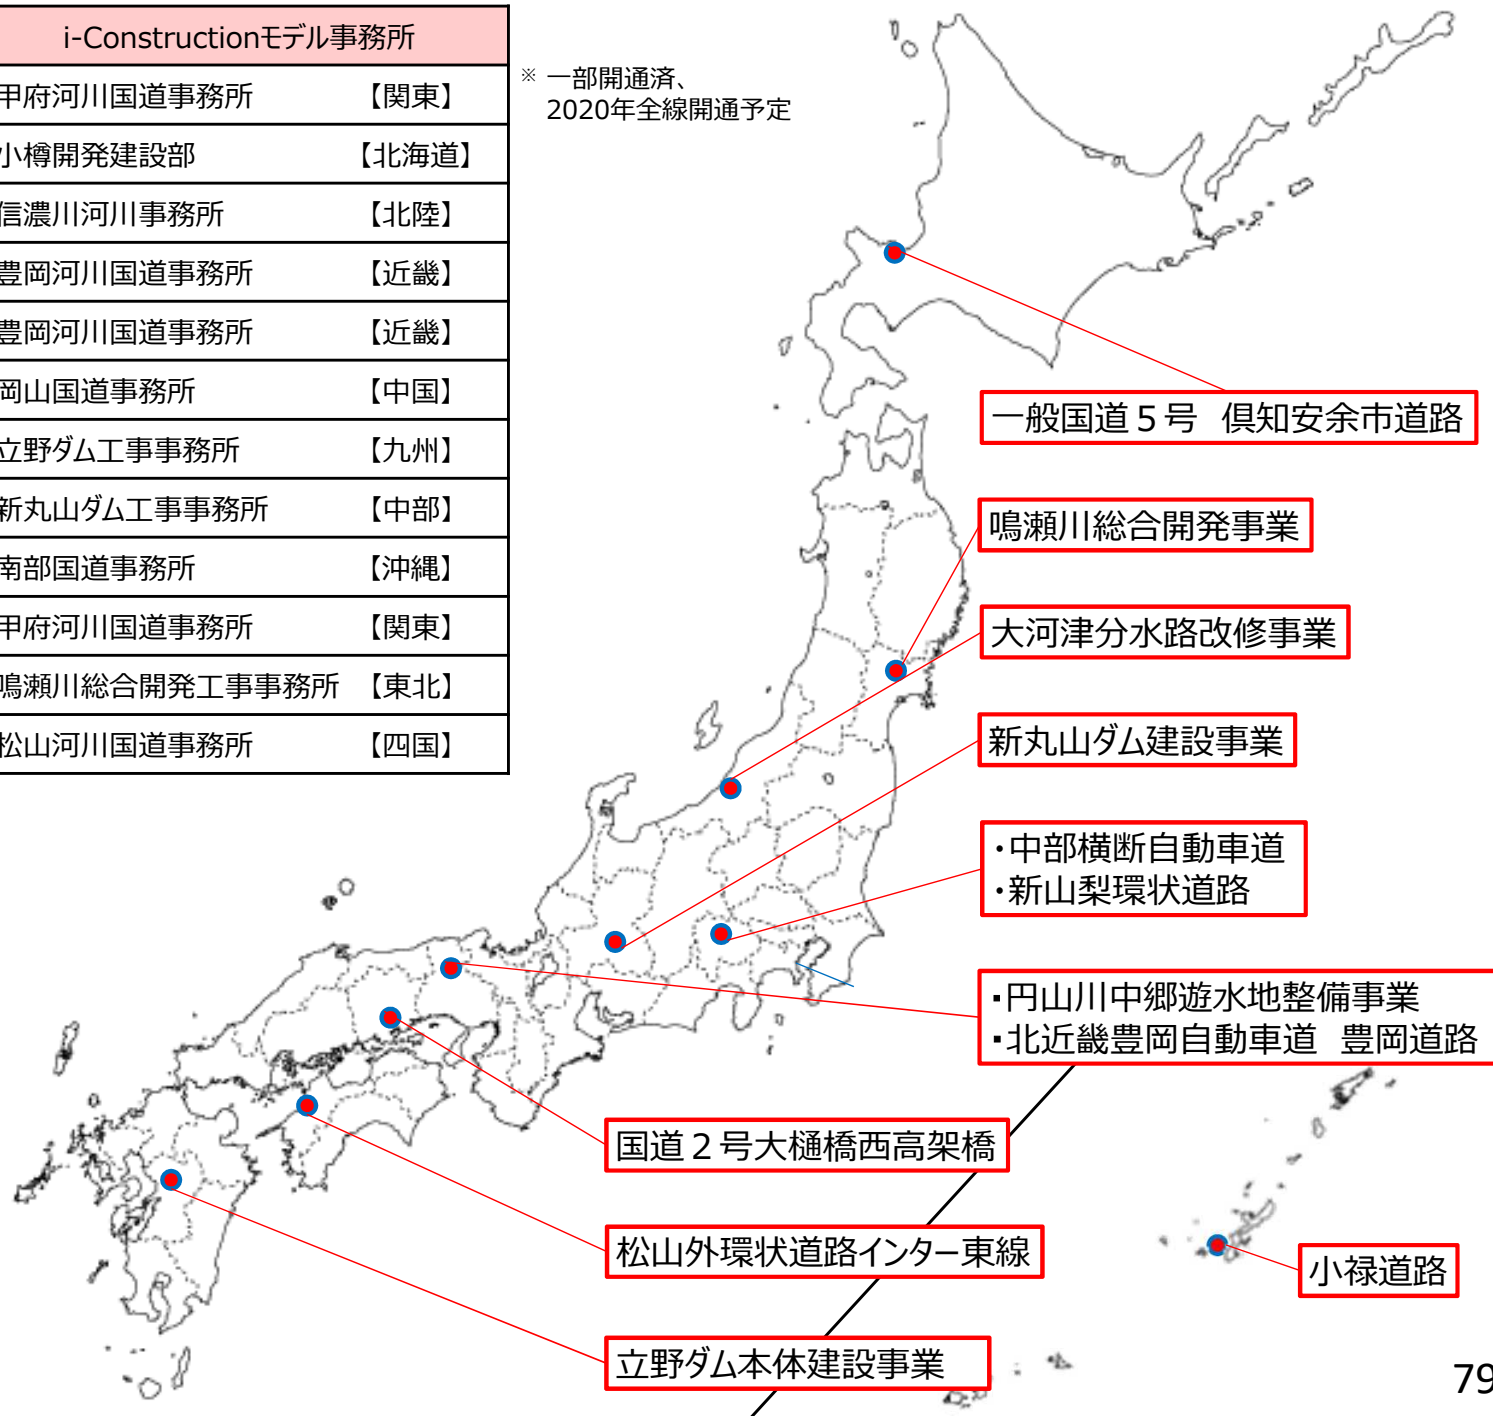 i-Constructionモデル事務所
甲府河川国道事務所 【関東】
小樽開発建設部 【北海道】
信濃川河川事務所 【北陸】
豊岡河川国道事務所 【近畿】
豊岡河川国道事務所 【近畿】
岡山国道事務所 【中国】
立野ダム工事事務所 【九州】
新丸山ダム工事事務所 【中部】
南部国道事務所 【沖縄】
甲府河川国道事務所 【関東】
鳴瀬川総合開発工事事務所 【東北】
松山河川国道事務所 【四国】
※ 一部開通済、
2020年全線開通予定
一般国道５号 倶知安余市道路
鳴瀬川総合開発事業
大河津分水路改修事業
新丸山ダム建設事業
・中部横断自動車道
・新山梨環状道路
・円山川中郷遊水地整備事業
・北近畿豊岡自動車道 豊岡道路
国道２号大樋橋西高架橋
松山外環状道路インター東線
小禄道路
立野ダム本体建設事業
79